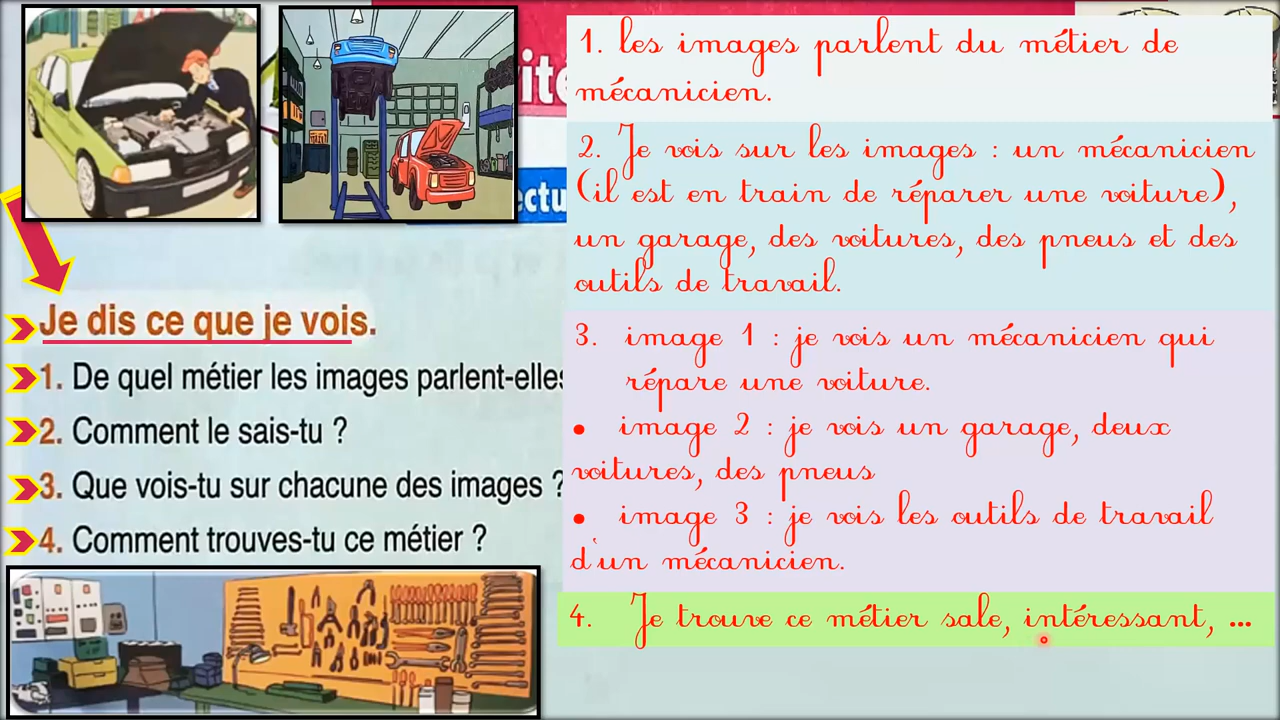 ite
ectu
Je dis ce que je vois.
1. De quel métier les images parlent-elles
2. Comment le sais-tu ?
3. Que vois-tu sur chacune des images ?
4. Comment trouves-tu ce métier ?
1. les images parlent du métier de
mécanicien.
2. Je vois sur les images : un mécanicien
(il est en train de réparer une voiture),
un garage, des voitures, des pneus et des
outils de travail.
3. image 1 : je vois un mécanicien qui
répare une voiture.
• image 2 : je vois un garage, deux
voitures, des pneus
• image 3 : je vois les outils de travail
d'un mécanicien.
4. Je trouve ce métier sale, intéressant, ...